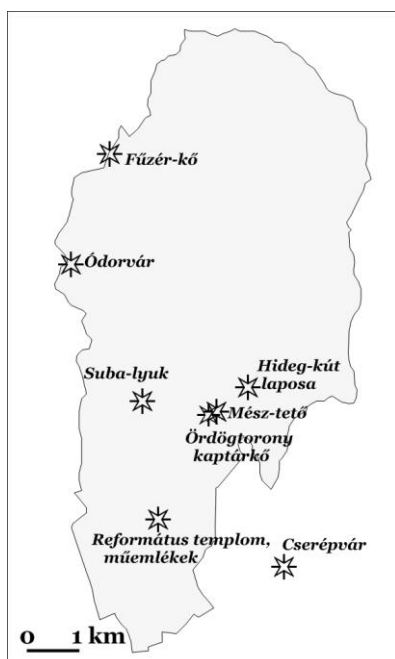 Fűzér-kő
Ódorvár
Hideg-kút
laposa
Suba-lyuk
Mész-tető
Ördögtorony
kaptárkő
Református templom,
műemlékek
Cserépvár
0 1 km